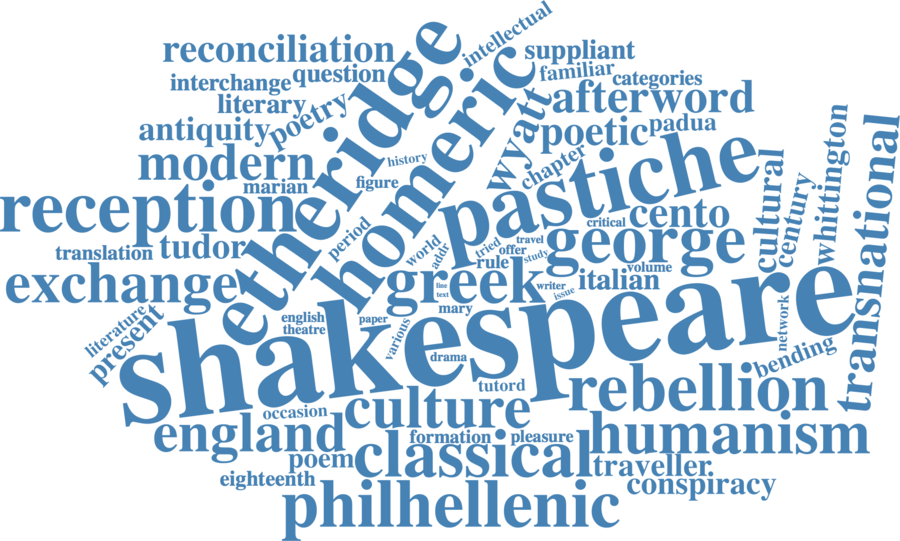 intellectual
reconciliation
suppliant
interchange
question
familiar
categories
literary
etheridge
homeric
afterword
antiquity
poetry
wyatt
poetic
padua
modern
history
chapter
pastiche
whittington
marian
figure
cultural
century
transnational
reception
period
critical
cento
translation
tudor
world
addr
tried
travel
offer
study
george
exchange
greek
rule
volume
fine
text
writer
issue
italian
literature
present
english
theatre
paper
mary
shakespeare
network
various
drama
bending
tutord
occasion
culture
rebellion
england
formation
pleasure
humanism
poem
classical
traveller
eighteenth
conspiracy
philhellenic